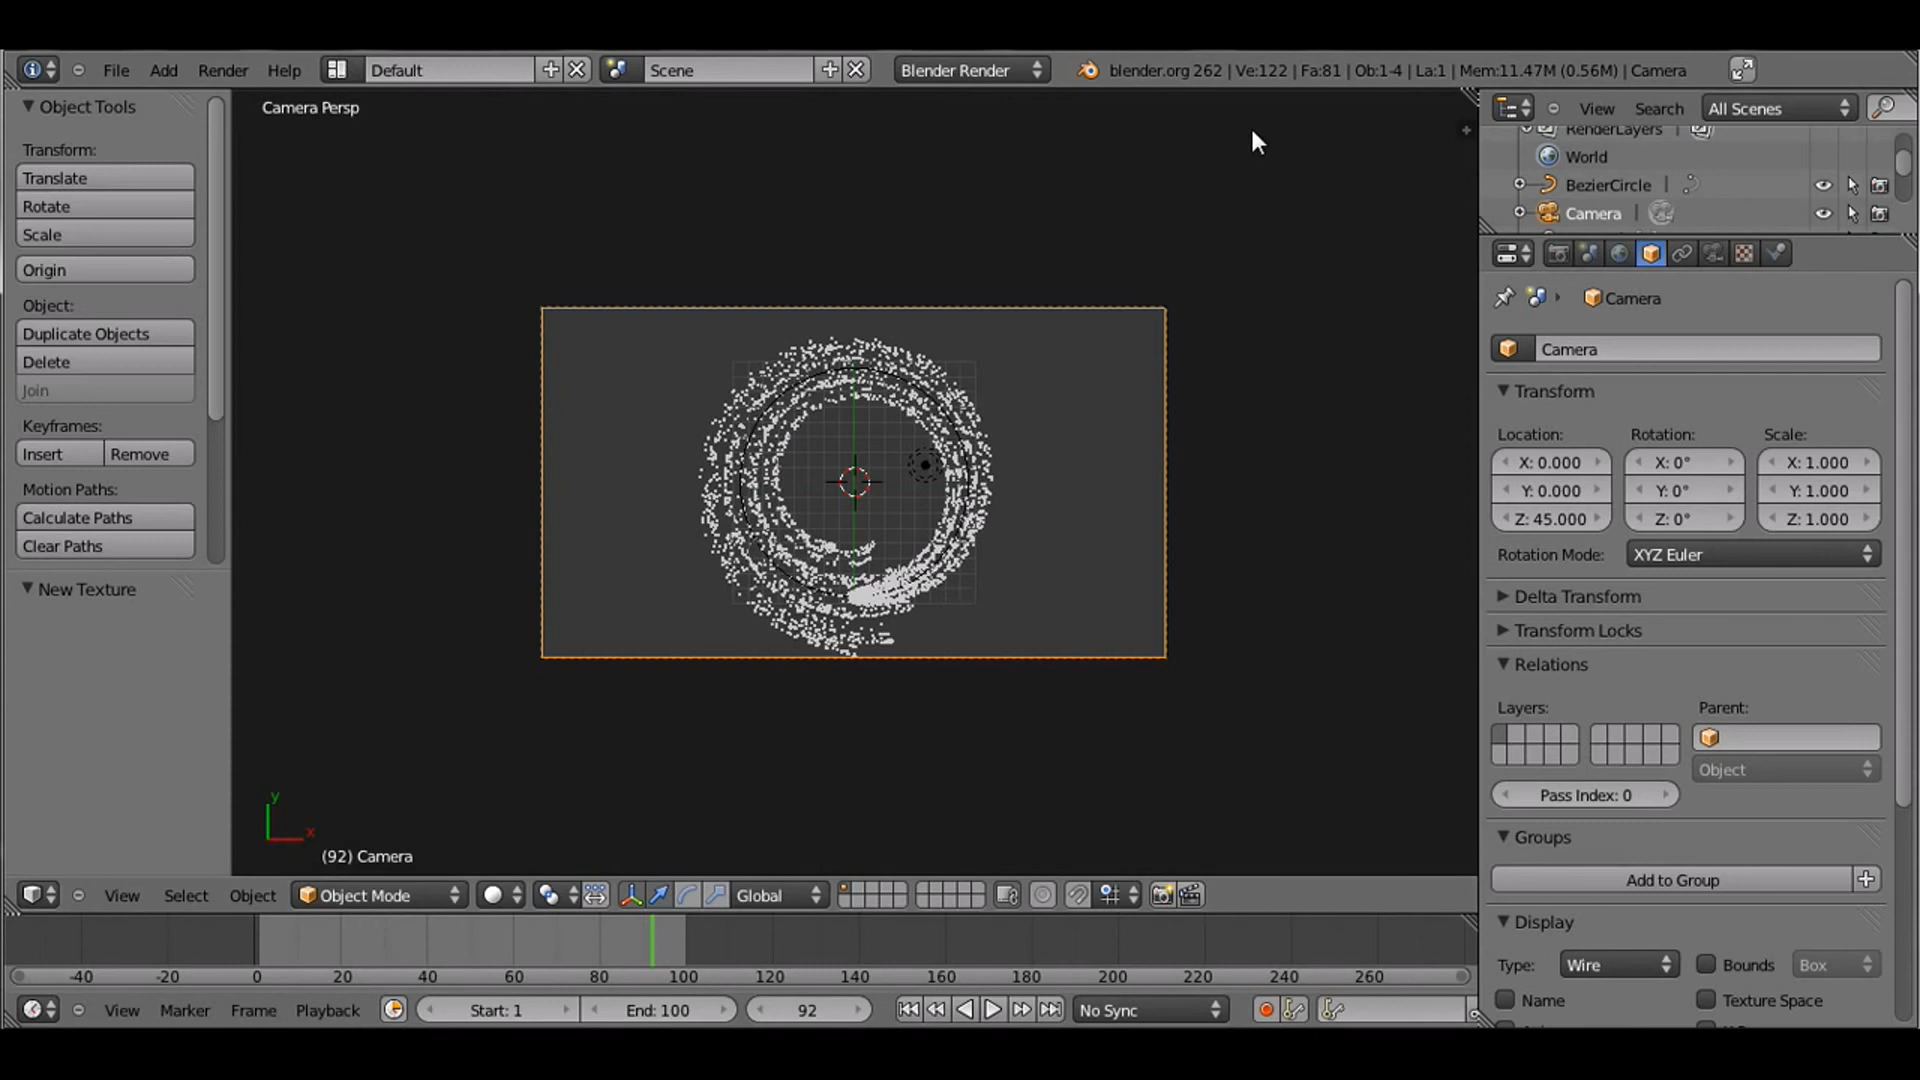 File Add Render Help Default Scene Blender Render blender.org 262 | Ve:122 | Fa:81 | Ob:1-4 | La:1 | Mem:11.47M (0.56M) | Camera
Object Tools
Transform:
Translate
Rotate
Scale
Origin
Object:
Duplicate Objects
Delete
Join
Keyframes:
Insert Remove
Motion Paths:
Calculate Paths
Clear Paths
New Texture
Camera Persp
y
x
(92) Camera
View Search All Scenes
RenderLayers
World
BezierCircle
Camera
Camera
Camera
Transform
Location: Rotation: Scale:
X: 0.000 X: 0° X: 1.000
Y: 0.000 Y: 0° Y: 1.000
Z: 45.000 Z: 0° Z: 1.000
Rotation Mode: XYZ Euler
Delta Transform
Transform Locks
Relations
Layers: Parent:
Object
Pass Index: 0
Groups
Add to Group
Display
Type: Wire Bounds Box
Name Texture Space
View Select Object Object Mode Global
-40 -20 0 20 40 60 80 100 120 140 160 180 200 220 240 260
View Marker Frame Playback Start: 1 End: 100 92 No Sync